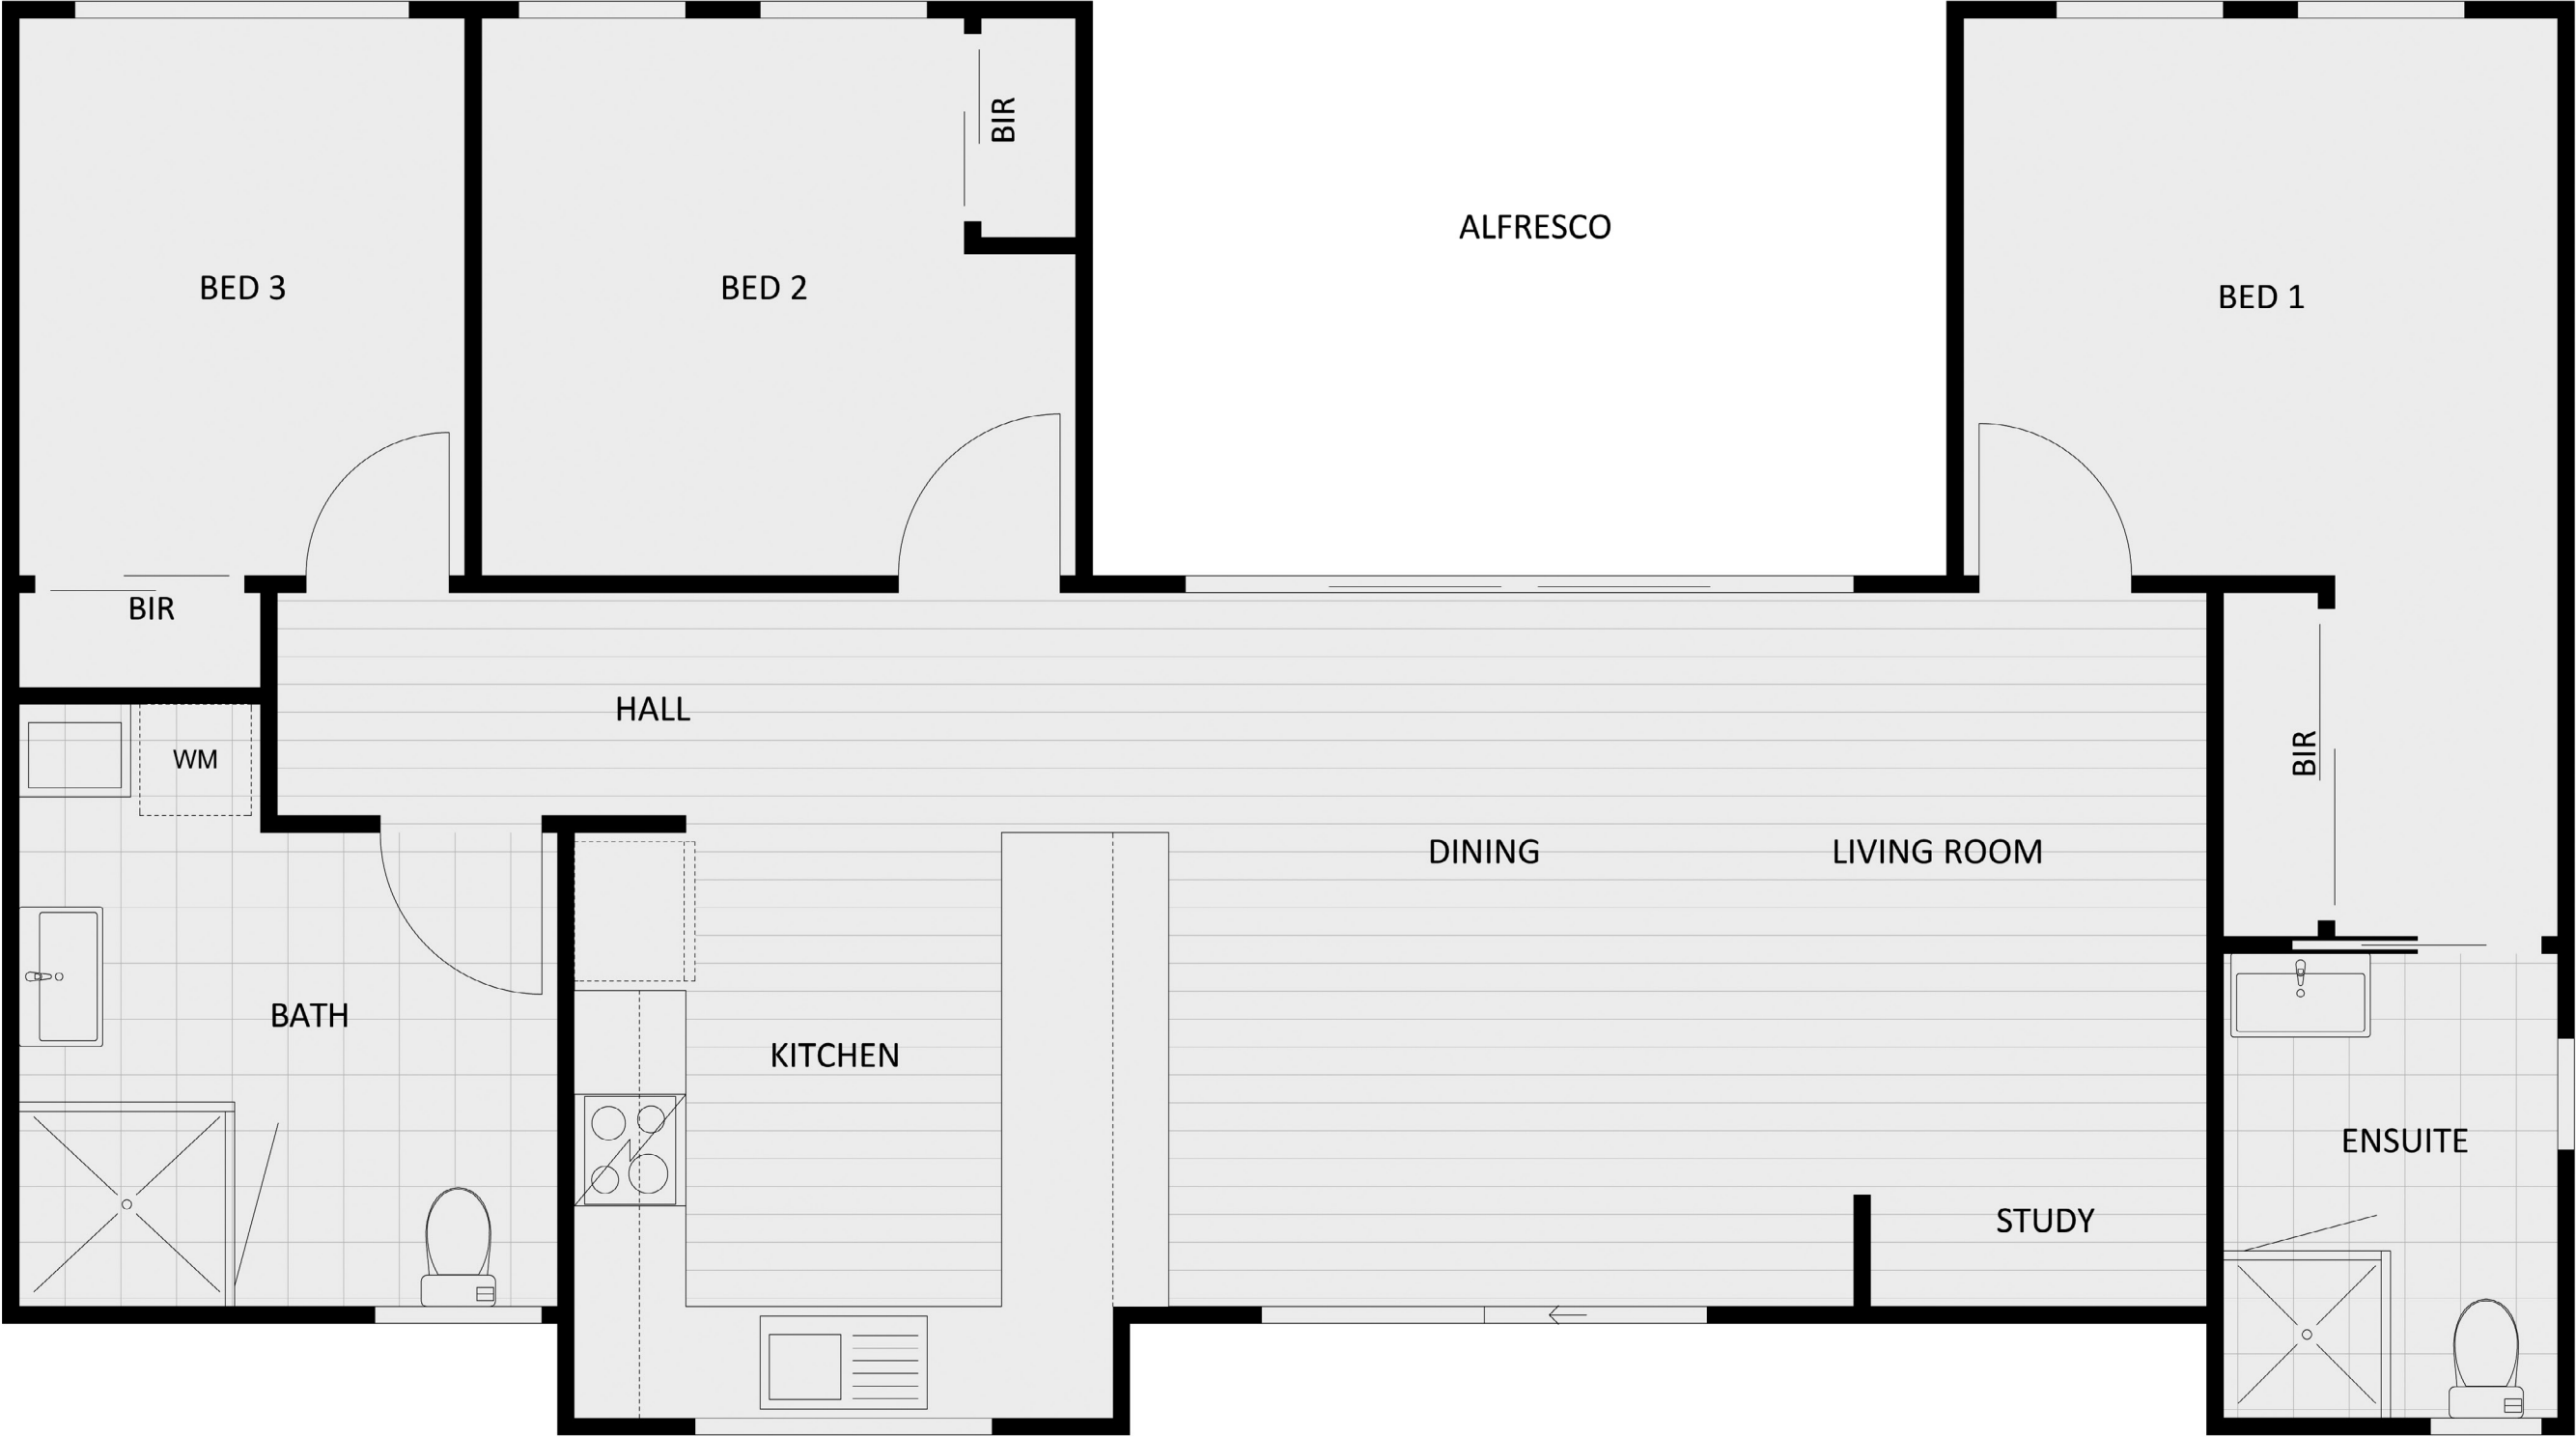 BIR
ALFRESCO
BED 3
BED 2
BED 1
BIR
HALL
WM
BIR
DINING
LIVING ROOM
BATH
KITCHEN
ENSUITE
STUDY